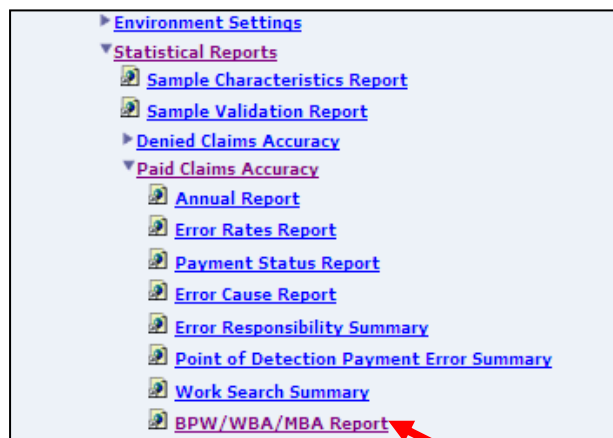 Environment Settings
Statistical Reports
Sample Characteristics Report
Sample Validation Report
Denied Claims Accuracy
Paid Claims Accuracy
Annual Report
Error Rates Report
Payment Status Report
Error Cause Report
Error Responsibility Summary
Point of Detection Payment Error Summary
Work Search Summary
BPW/WBA/MBA Report